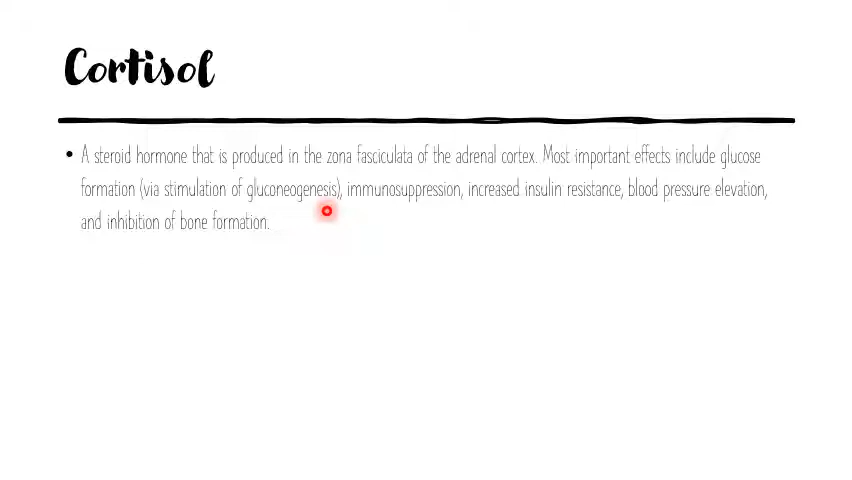 Cortisol
• A steroid hormone that is produced in the zona fasciculata of the adrenal cortex. Most important effects include glucose
formation (via stimulation of gluconeogenesis), immunosuppression, increased insulin resistance, blood pressure elevation,
and inhibition of bone formation.